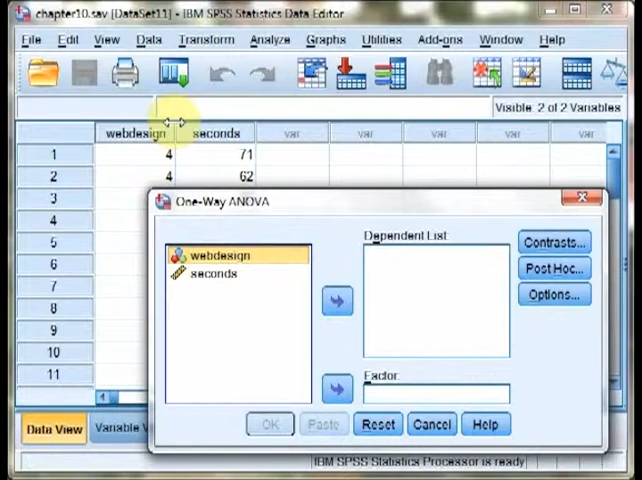 chapter10.sav [DataSet11] - IBM SPSS Statistics Data Editor
File Edit View Data Transform Analyze Graphs Utilities Add-ons Window Help
Visible: 2 of 2 Variables
webdesign seconds var var var var
1 4 71
2 4 62
3
4
5
6
7
8
9
10
11
One-Way ANOVA
webdesign
seconds
Dependent List:
Contrasts...
Post Hoc...
Options...
Factor:
OK Paste Reset Cancel Help
Data View Variable V
IBM SPSS Statistics Processor is ready